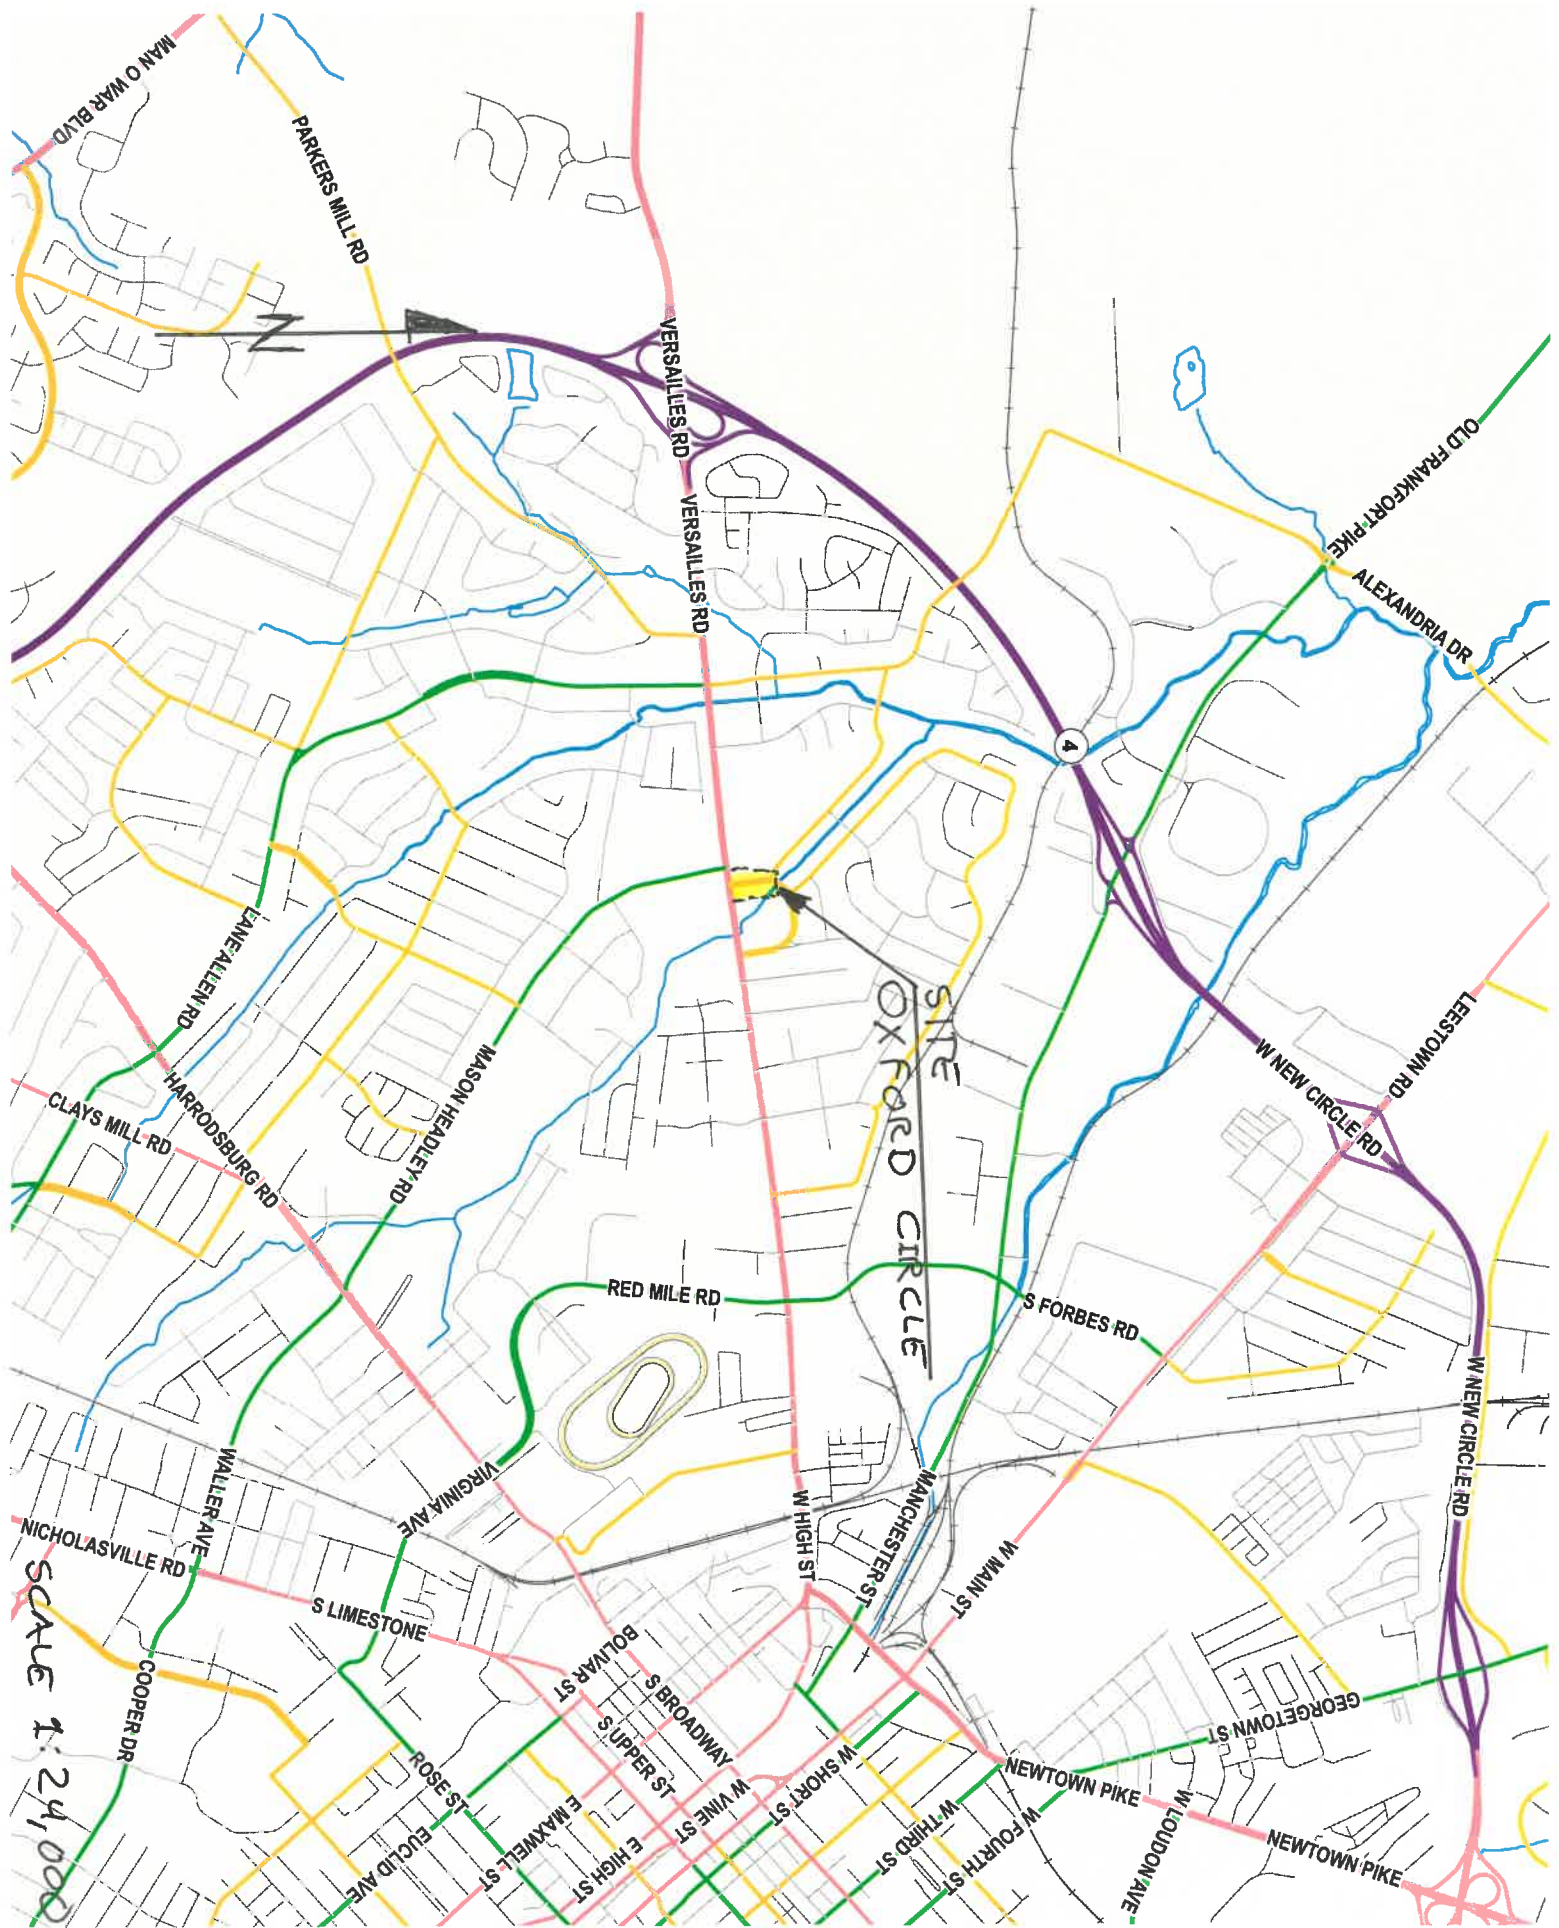 MAN O WAR BLVD
PARKERS MILL RD
N
VERSAILLES RD
VERSAILLES RD
OLD FRANKFORT PIKE
ALEXANDRIA DR
4
LANE ALLEN RD
SITE
OXFORD CIRCLE
LEESTOWN RD
W NEW CIRCLE RD
MASON HEADLEY RD
HARRODSBURG RD
CLAYS MILL RD
RED MILE RD
S FORBES RD
W NEW CIRCLE RD
WALLER AVE
VIRGINIA AVE
W HIGH ST
MANCHESTER ST
W MAIN ST
NICHOLASVILLE RD
S LIMESTONE
SCALE 1:24,000
COOPER DR
BOLIVAR ST
S BROADWAY
S UPPER ST
GEORGETOWN ST
ROSE ST
W VINE ST
W SHORT ST
NEWTOWN PIKE
W LOUDON AVE
NEWTOWN PIKE
EUCLID AVE
E MAXWELL ST
E HIGH ST
W THIRD ST
W FOURTH ST